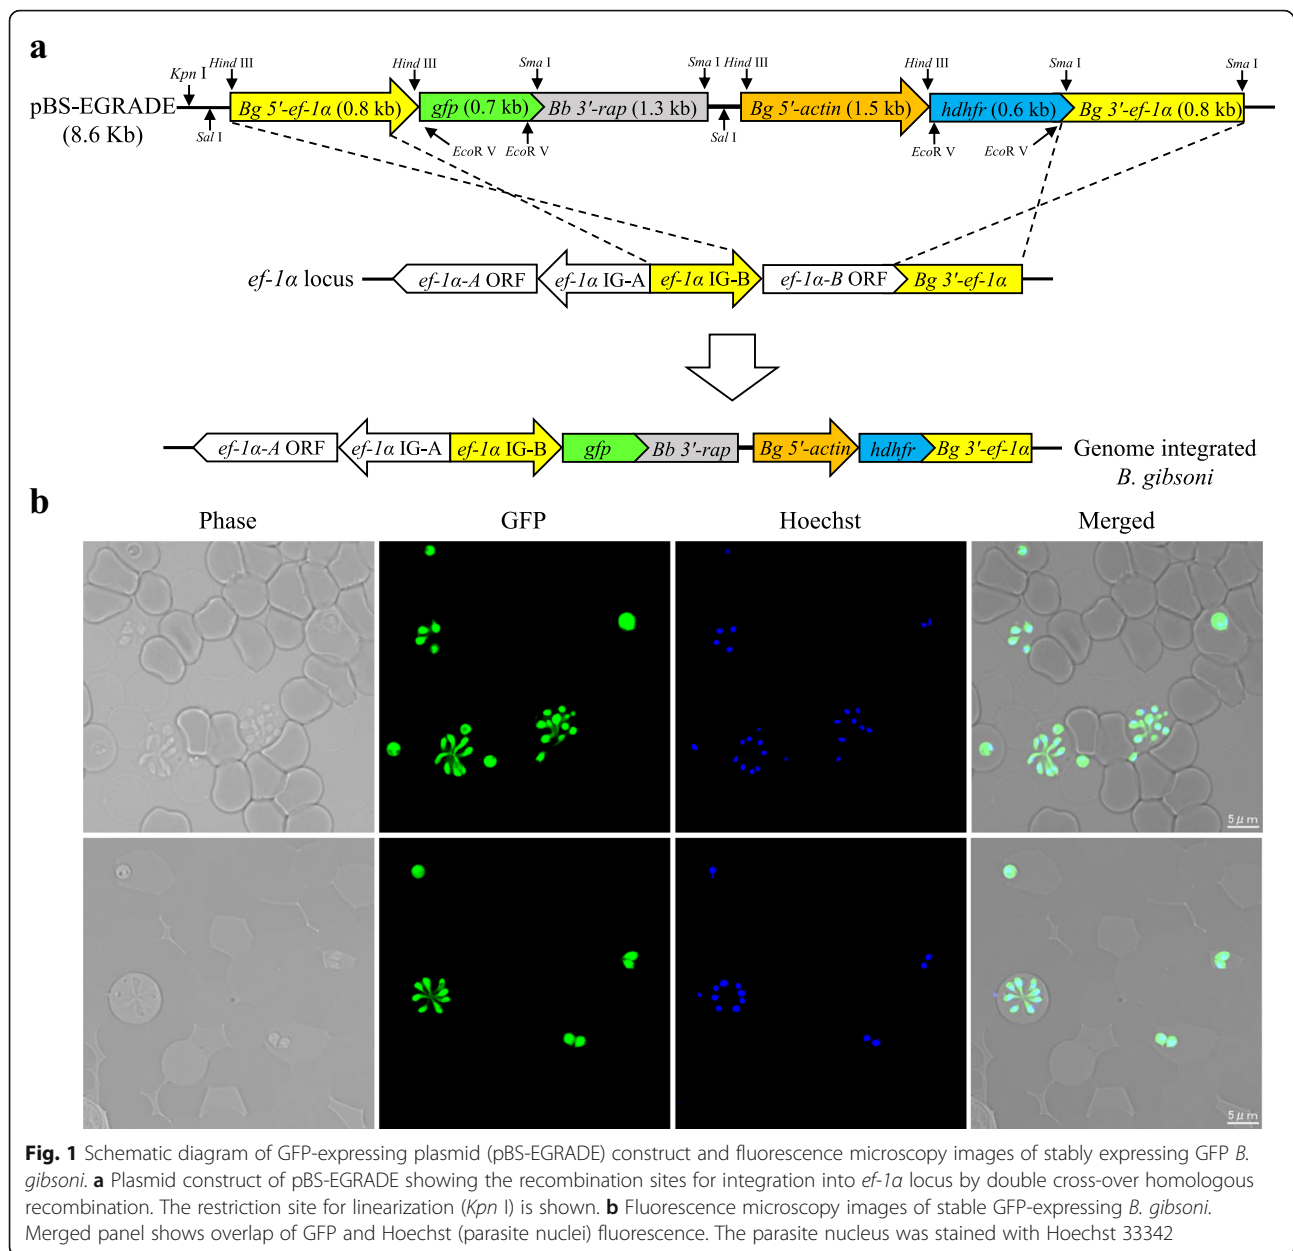 a
Kpn I
Hind III
Hind III
Sma I
Sma I
Hind III
Hind III
Sma I
Sma I
pBS-EGRADE
(8.6 Kb)
Bg 5'-ef-1α (0.8 kb)
gfp (0.7 kb)
Bb 3'-rap (1.3 kb)
Bg 5'-actin (1.5 kb)
hdhfr (0.6 kb)
Bg 3'-ef-1α (0.8 kb)
Sal I
EcoR V
EcoR V
Sal I
EcoR V
EcoR V
ef-1α locus
ef-1α-A ORF
ef-1α IG-A
ef-1α IG-B
ef-1α-B ORF
Bg 3'-ef-1α
ef-1α-A ORF
ef-1α IG-A
ef-1α IG-B
gfp
Bb 3'-rap
Bg 5'-actin
hdhfr
Bg 3'-ef-1α
Genome integrated
B. gibsoni
b
Phase
GFP
Hoechst
Merged
5μm
5μm
Fig. 1 Schematic diagram of GFP-expressing plasmid (pBS-EGRADE) construct and fluorescence microscopy images of stably expressing GFP B.
gibsoni. a Plasmid construct of pBS-EGRADE showing the recombination sites for integration into ef-1α locus by double cross-over homologous
recombination. The restriction site for linearization (Kpn I) is shown. b Fluorescence microscopy images of stable GFP-expressing B. gibsoni.
Merged panel shows overlap of GFP and Hoechst (parasite nuclei) fluorescence. The parasite nucleus was stained with Hoechst 33342